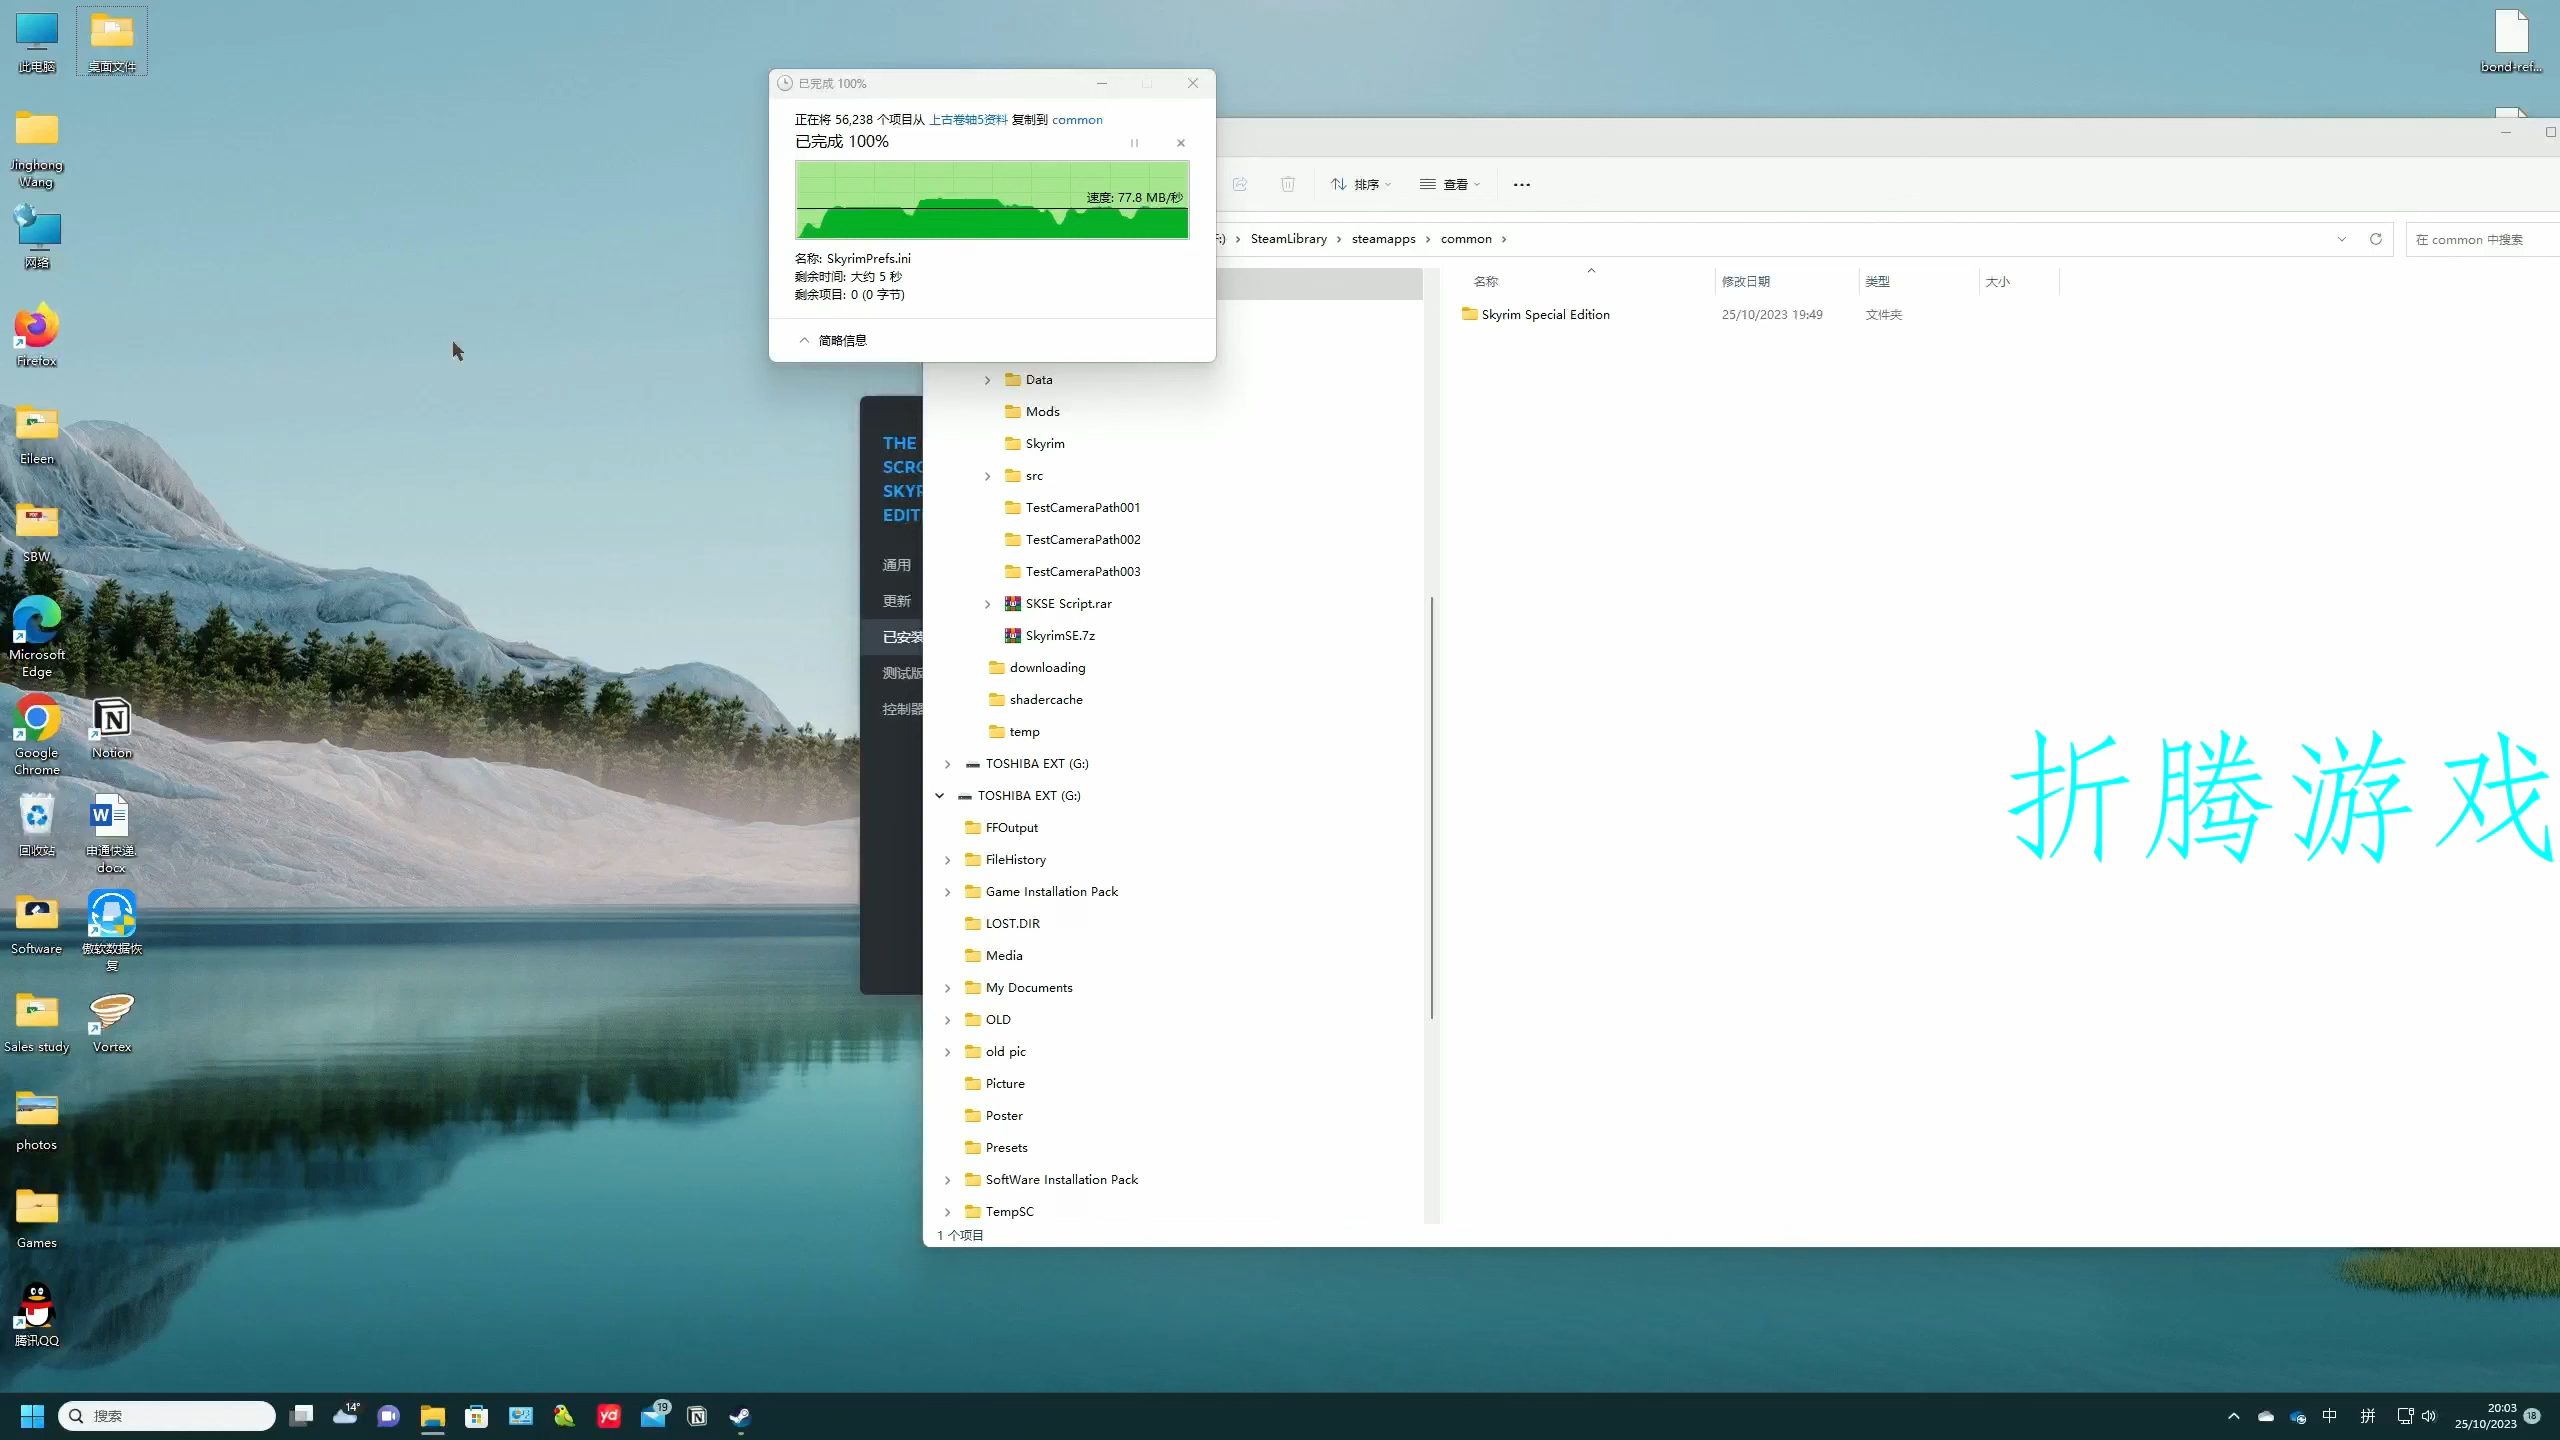 此电脑
桌面文件
Jinghong
Wang
网络
Firefox
Eileen
SBW
Microsoft
Edge
Google
Chrome
Notion
回收站
申通快递.
docx
Software
傲软数据恢
复
Sales study
Vortex
photos
Games
腾讯QQ
bond-ref...
已完成 100%
正在将 56,238 个项目从 上古卷轴5资料 复制到 common
已完成 100%
速度: 77.8 MB/秒
名称: SkyrimPrefs.ini
剩余时间: 大约 5 秒
剩余项目: 0 (0 字节)
简略信息
THE
SCRO
SKYR
EDIT
通用
更新
已安装
测试版
控制器
排序
查看
F:) › SteamLibrary › steamapps › common ›
在 common 中搜索
名称 修改日期 类型 大小
Skyrim Special Edition 25/10/2023 19:49 文件夹
Data
Mods
Skyrim
src
TestCameraPath001
TestCameraPath002
TestCameraPath003
SKSE Script.rar
SkyrimSE.7z
downloading
shadercache
temp
TOSHIBA EXT (G:)
TOSHIBA EXT (G:)
FFOutput
FileHistory
Game Installation Pack
LOST.DIR
Media
My Documents
OLD
old pic
Picture
Poster
Presets
SoftWare Installation Pack
TempSC
1 个项目
折腾游戏
搜索
14°
yd
19
中
拼
20:03
25/10/2023
18